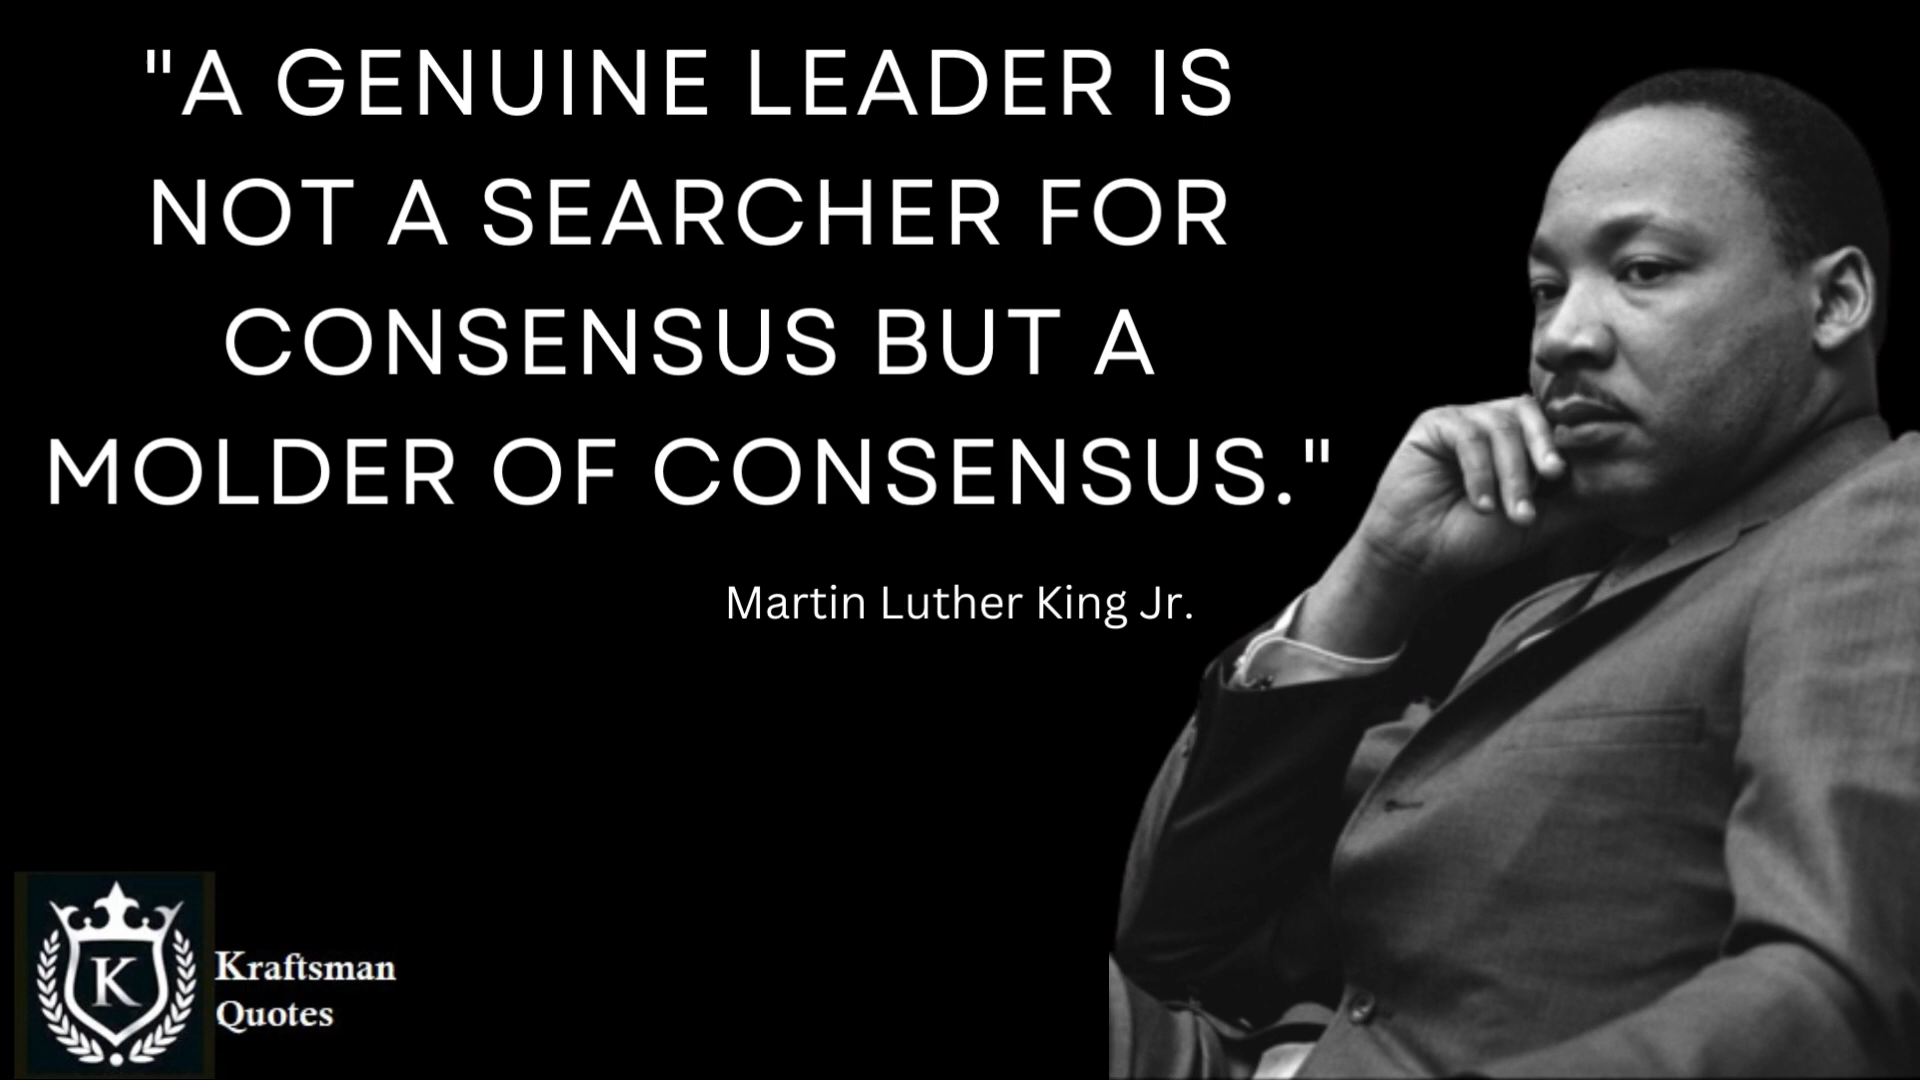 "A GENUINE LEADER IS
NOT A SEARCHER FOR
CONSENSUS BUT A
MOLDER OF CONSENSUS."
Martin Luther King Jr.
K
Kraftsman
Quotes